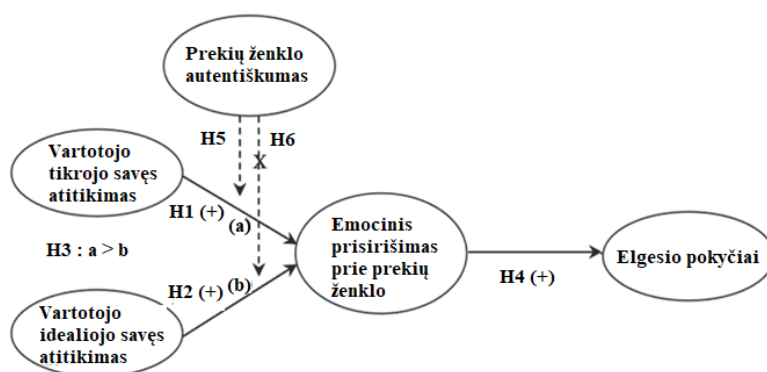 Prekių ženklo
autentiškumas
H5
H6
X
Vartotojo
tikrojo savęs
atitikimas
H1 (+)
(a)
H3 : a > b
Emocinis
prisirišimas
prie prekių
ženklo
H4 (+)
Elgesio pokyčiai
H2 (+)
(b)
Vartotojo
idealiojo savęs
atitikimas